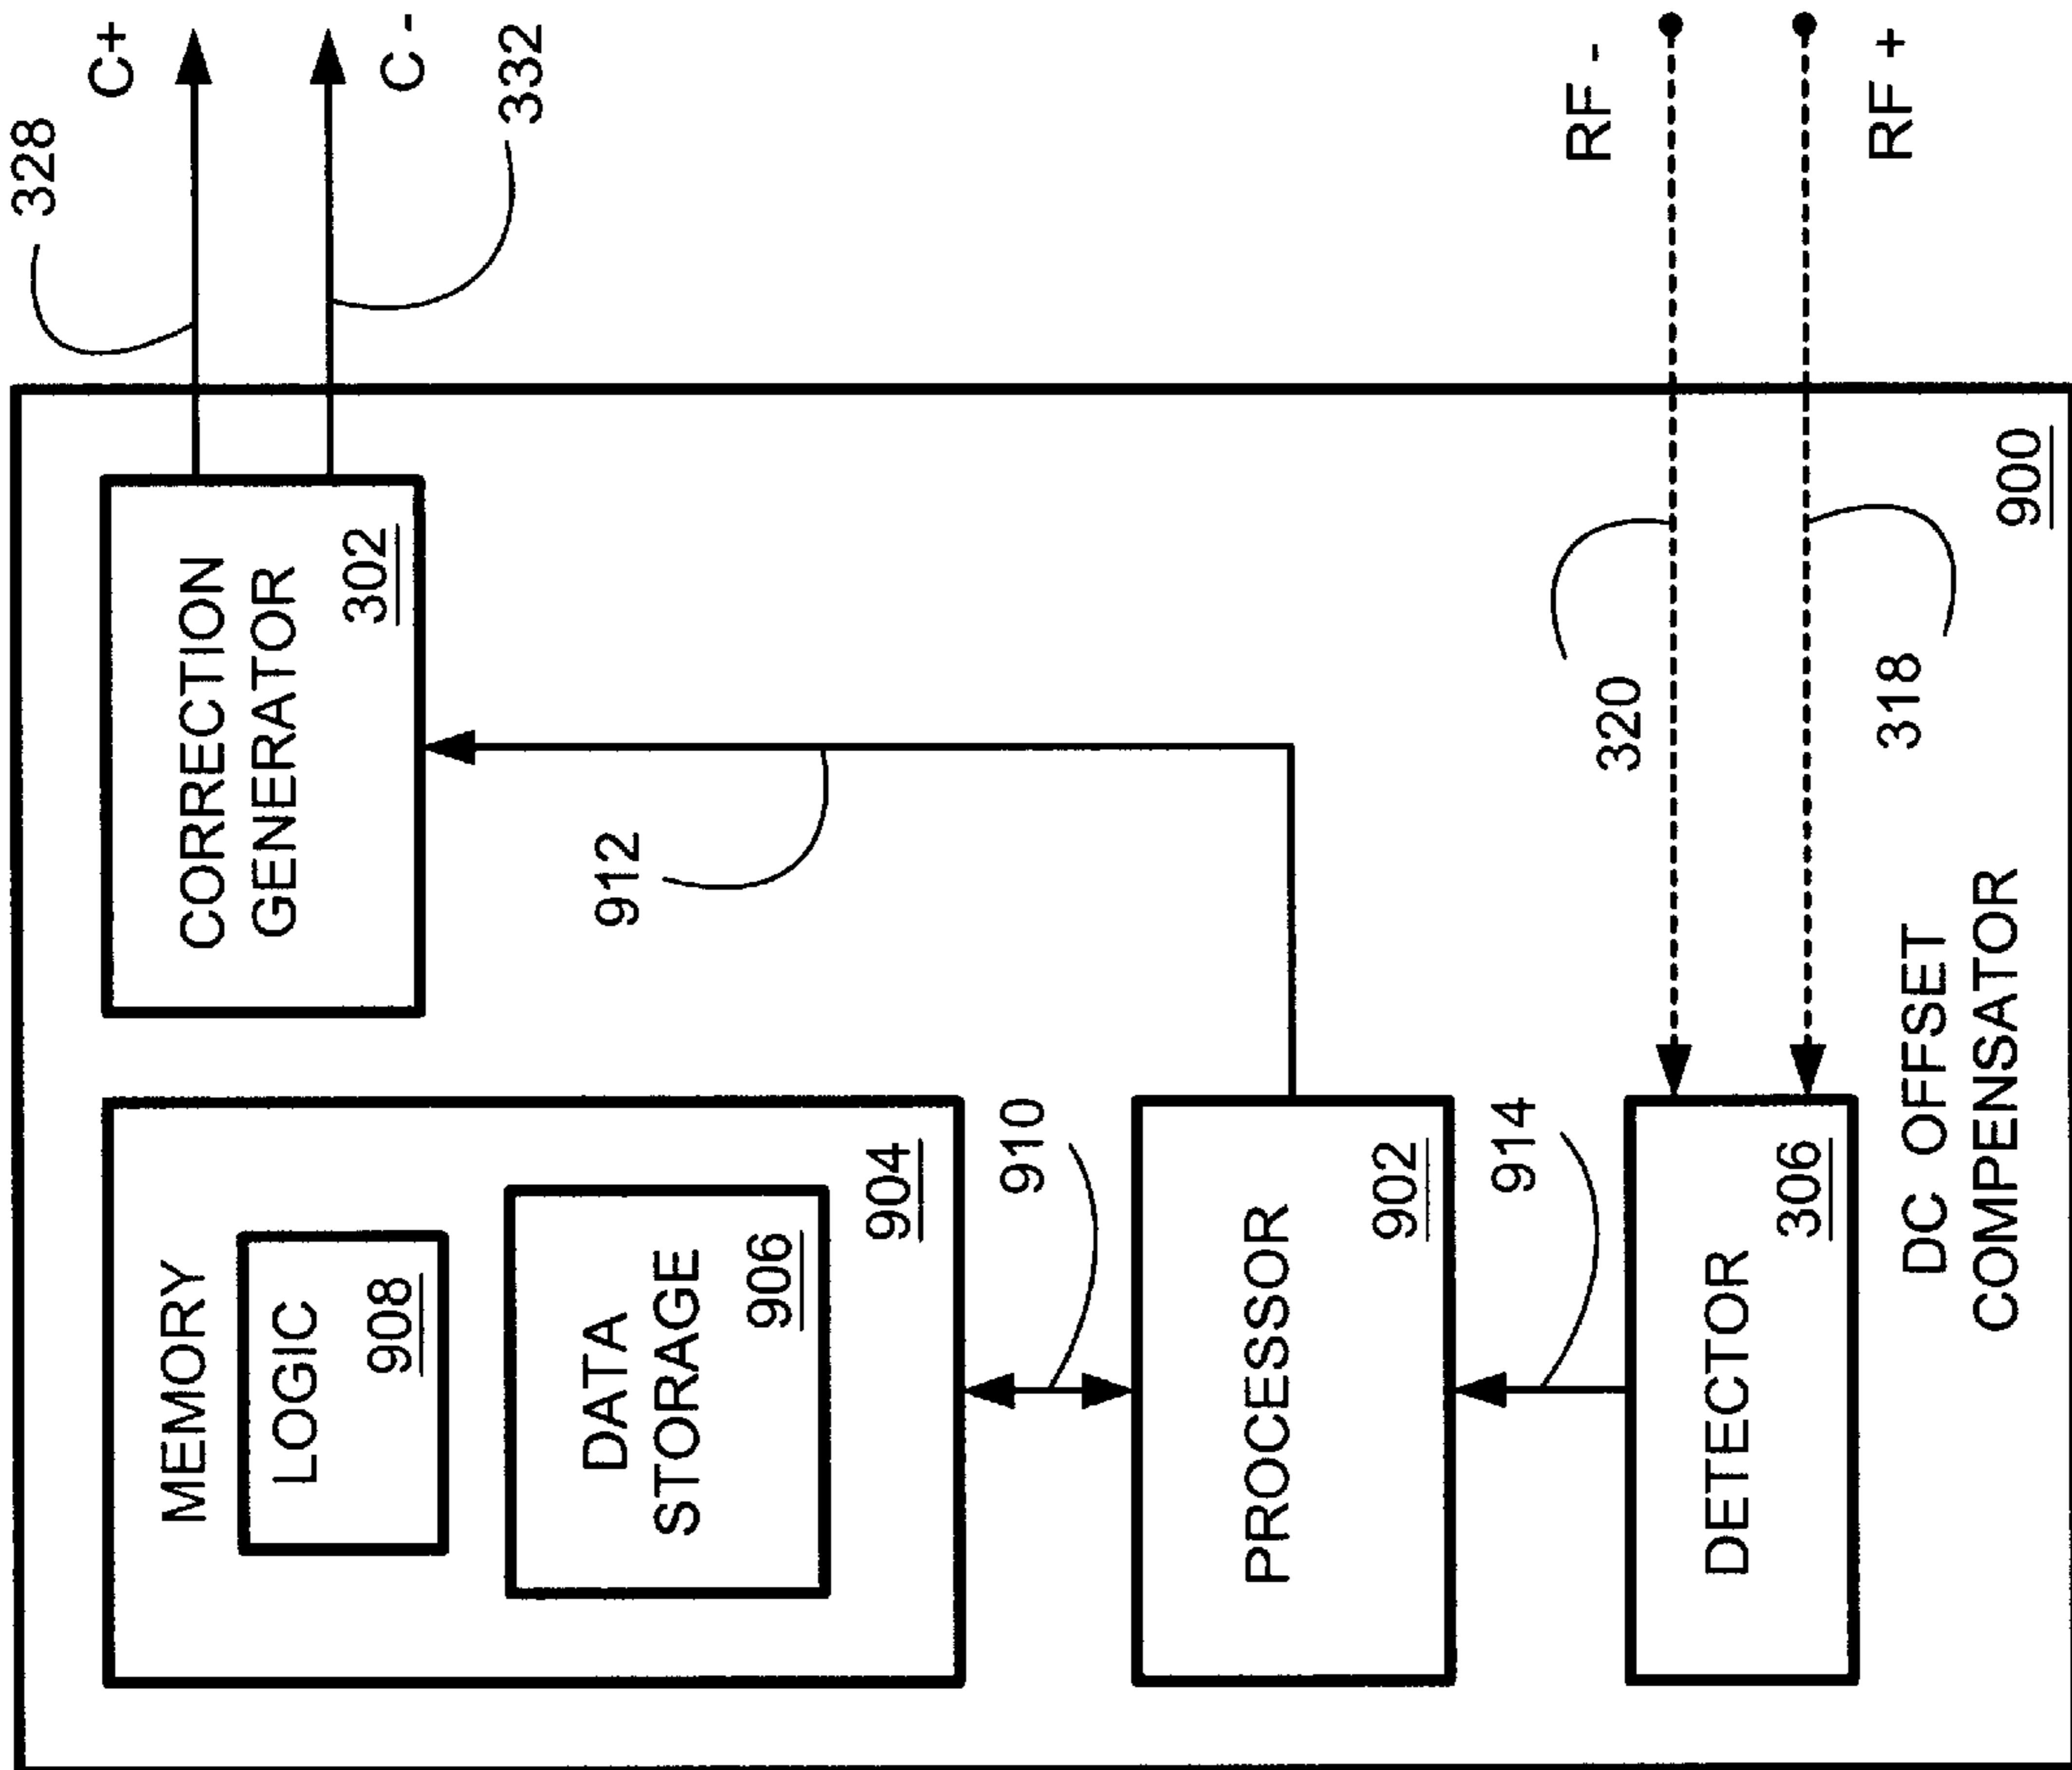 MEMORY
LOGIC
908
DATA
STORAGE
906
904
910
PROCESSOR
902
914
DETECTOR
306
DC OFFSET
COMPENSATOR
900
CORRECTION
GENERATOR
302
912
328
C+
C -
332
RF -
320
RF +
318